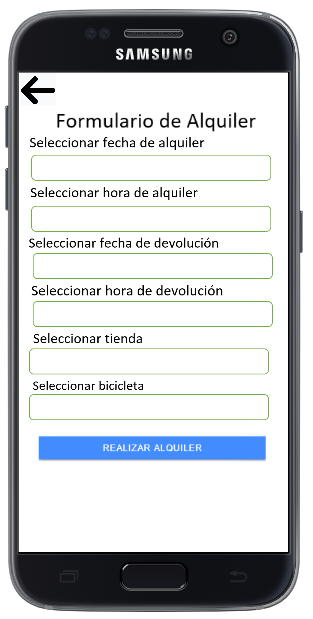 SAMSUNG
Formulario de Alquiler
Seleccionar fecha de alquiler
Seleccionar hora de alquiler
Seleccionar fecha de devolución
Seleccionar hora de devolución
Seleccionar tienda
Seleccionar bicicleta
REALIZAR ALQUILER